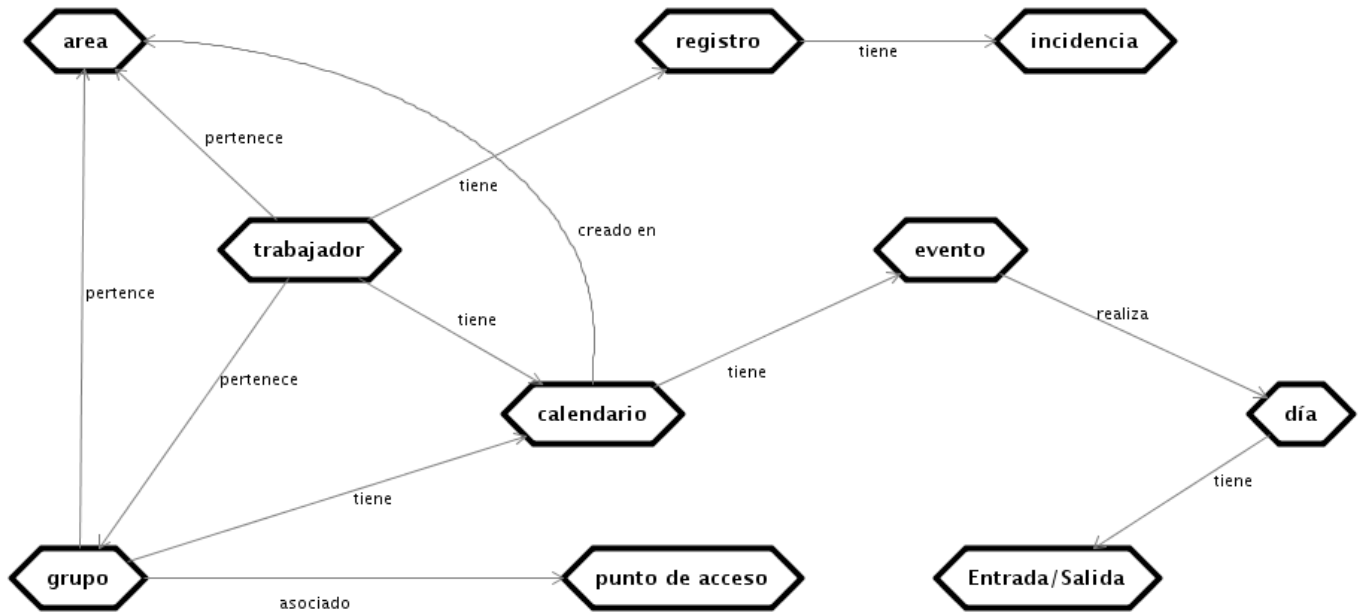 area
registro
incidencia
tiene
pertenece
tiene
creado en
trabajador
evento
pertence
tiene
realiza
tiene
pertenece
calendario
día
tiene
tiene
grupo
punto de acceso
Entrada/Salida
asociado